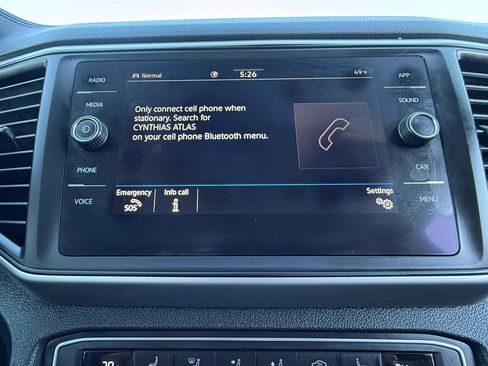 RADIO
MEDIA
PHONE
VOICE
Normal 5:26 49°F
Only connect cell phone when
stationary. Search for
CYNTHIAS ATLAS
on your cell phone Bluetooth menu.
Emergency Info call Settings
SOS
APP
SOUND
CAR
MENU